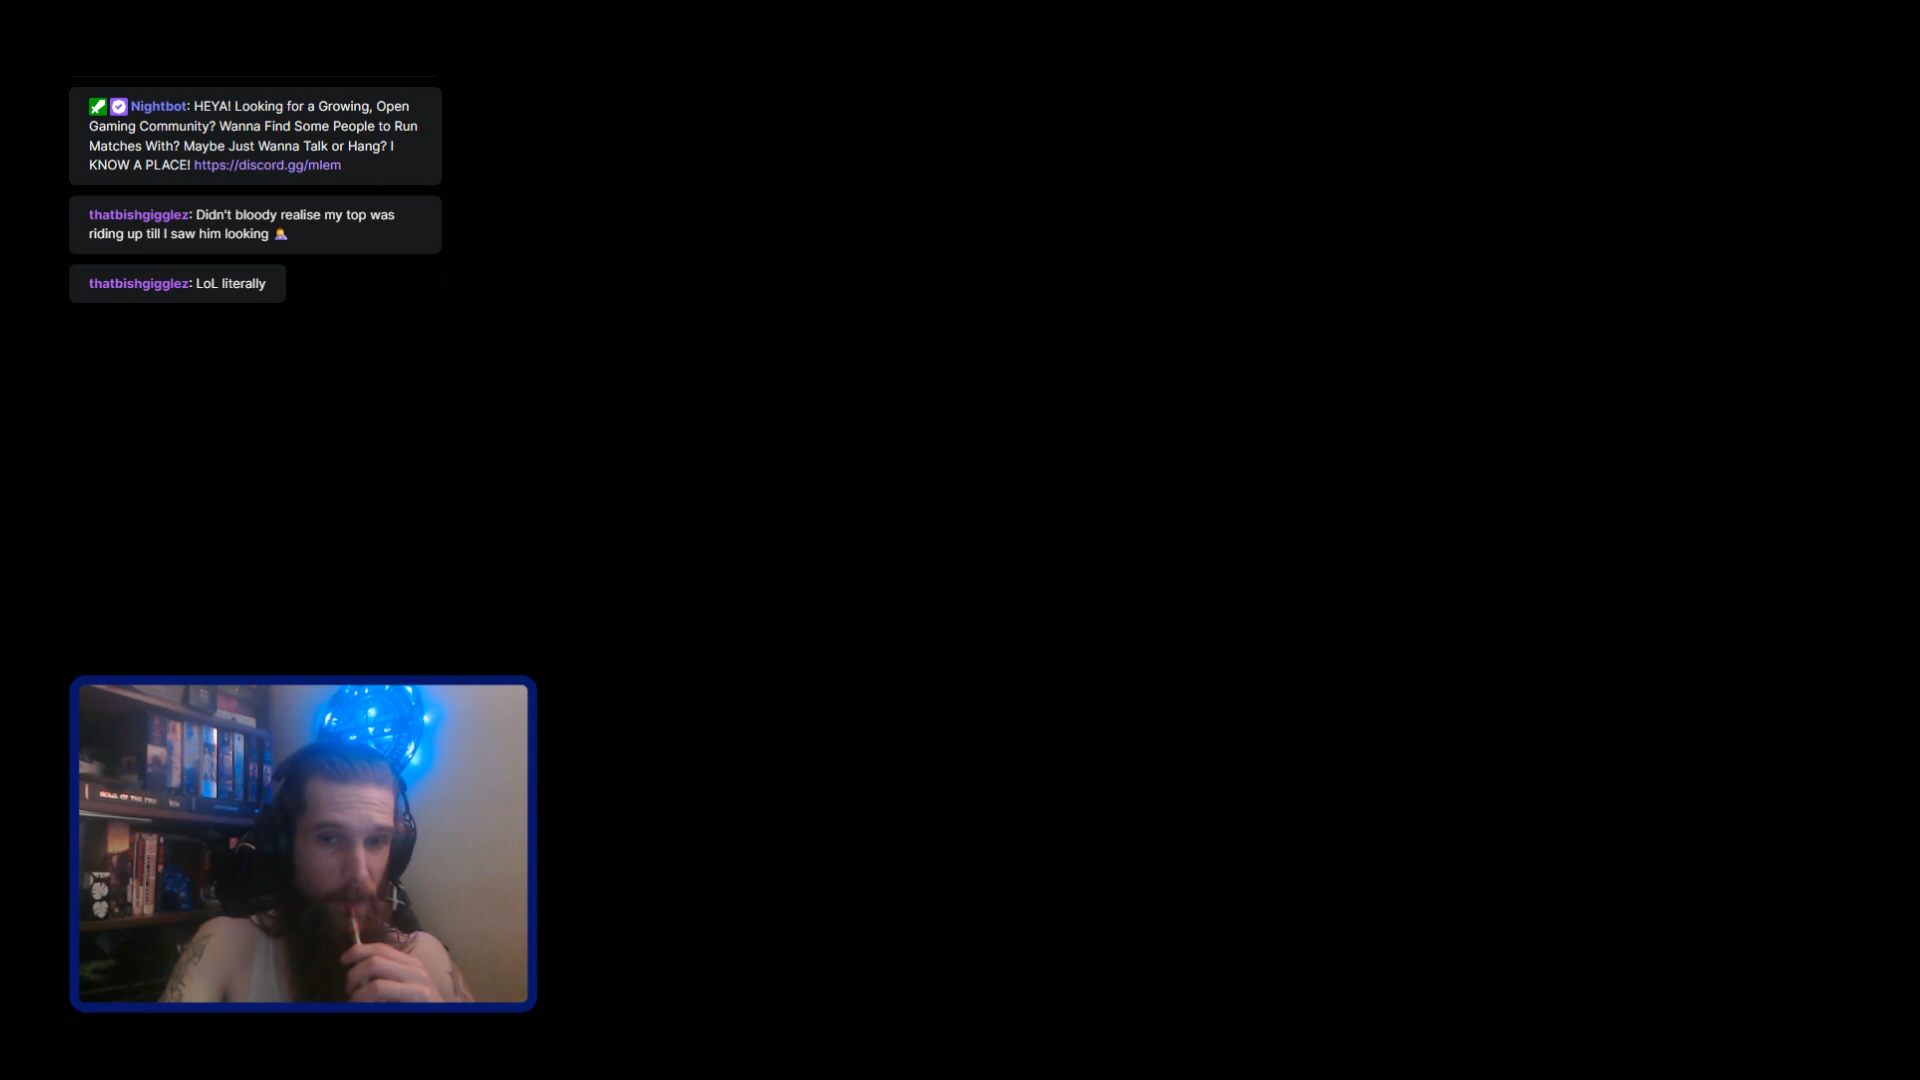 Nightbot: HEYA! Looking for a Growing, Open
Gaming Community? Wanna Find Some People to Run
Matches With? Maybe Just Wanna Talk or Hang? I
KNOW A PLACE! https://discord.gg/mlem
thatbishgigglez: Didn't bloody realise my top was
riding up till I saw him looking 🤦‍♀️
thatbishgigglez: LoL literally